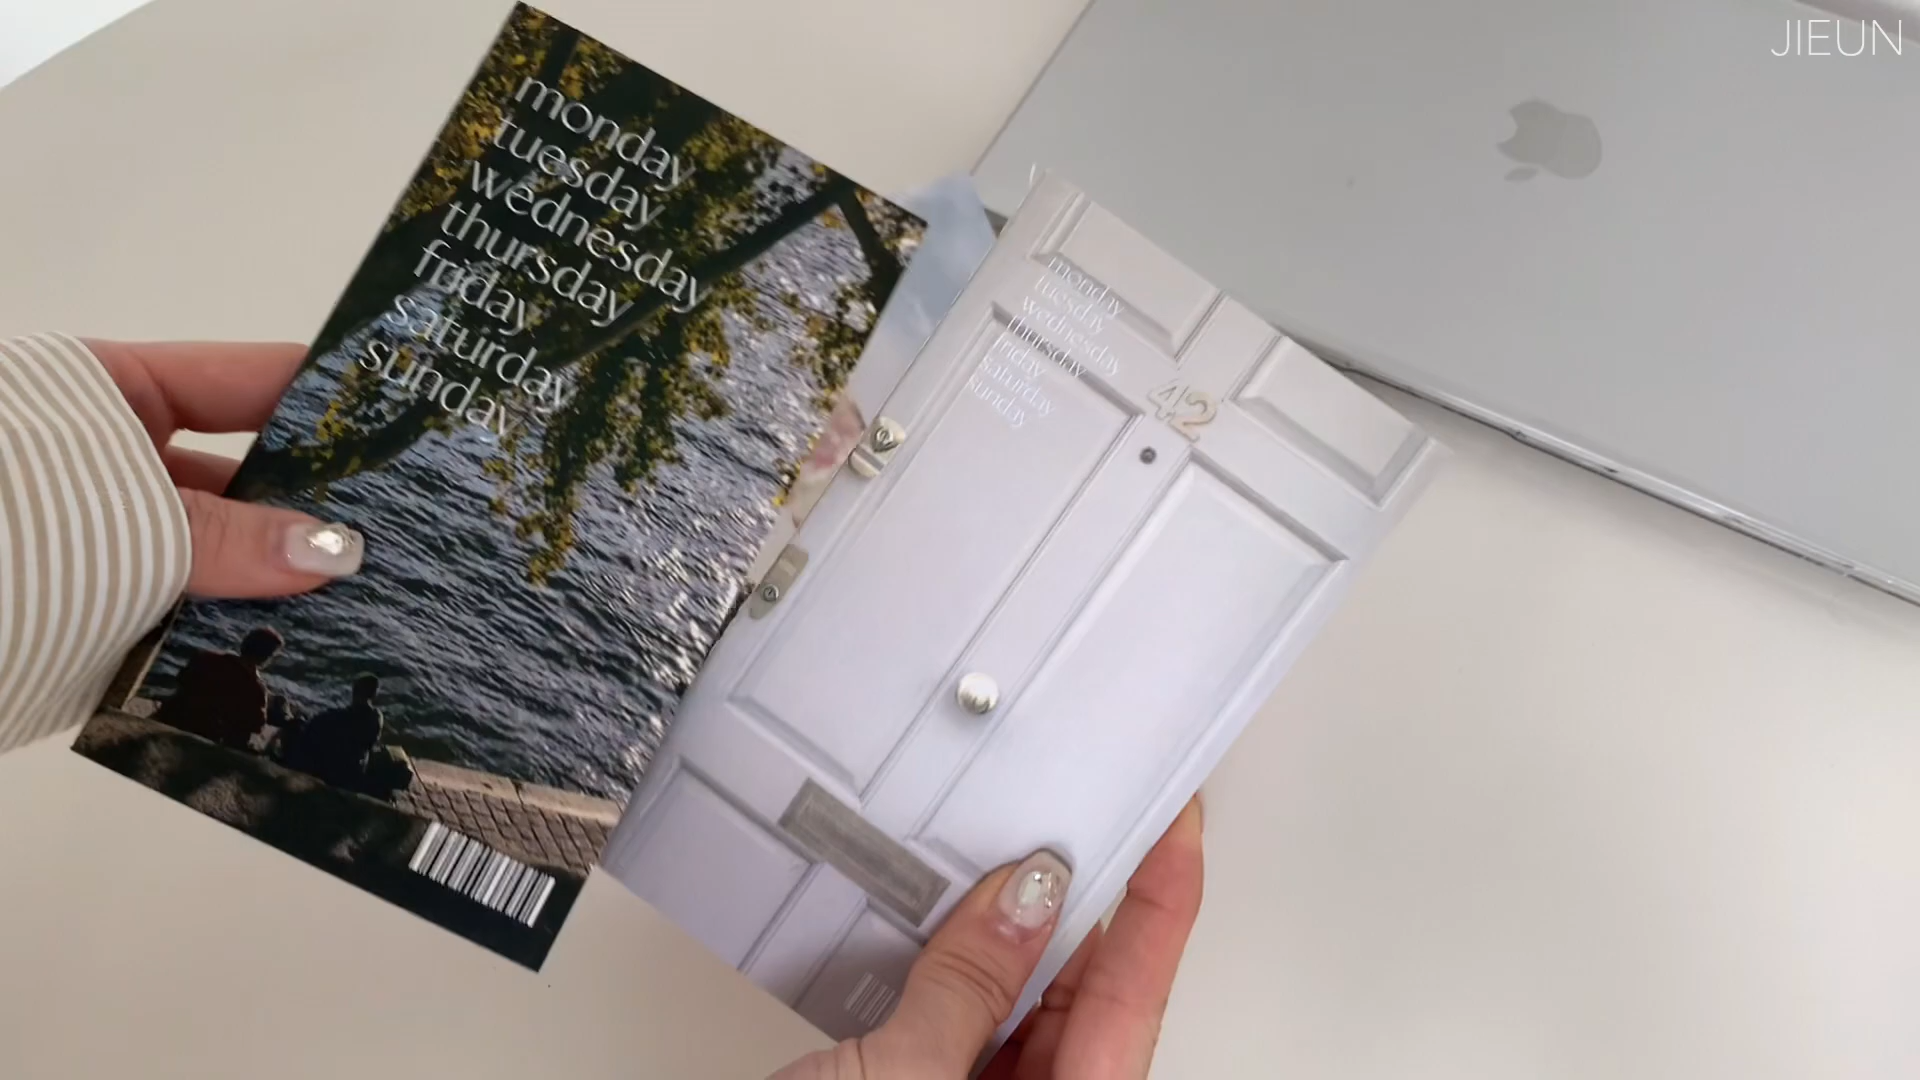 JIEUN
monday
tuesday
wednesday
thursday
friday
saturday
sunday
monday
tuesday
wednesday
thursday
friday
saturday
sunday
42